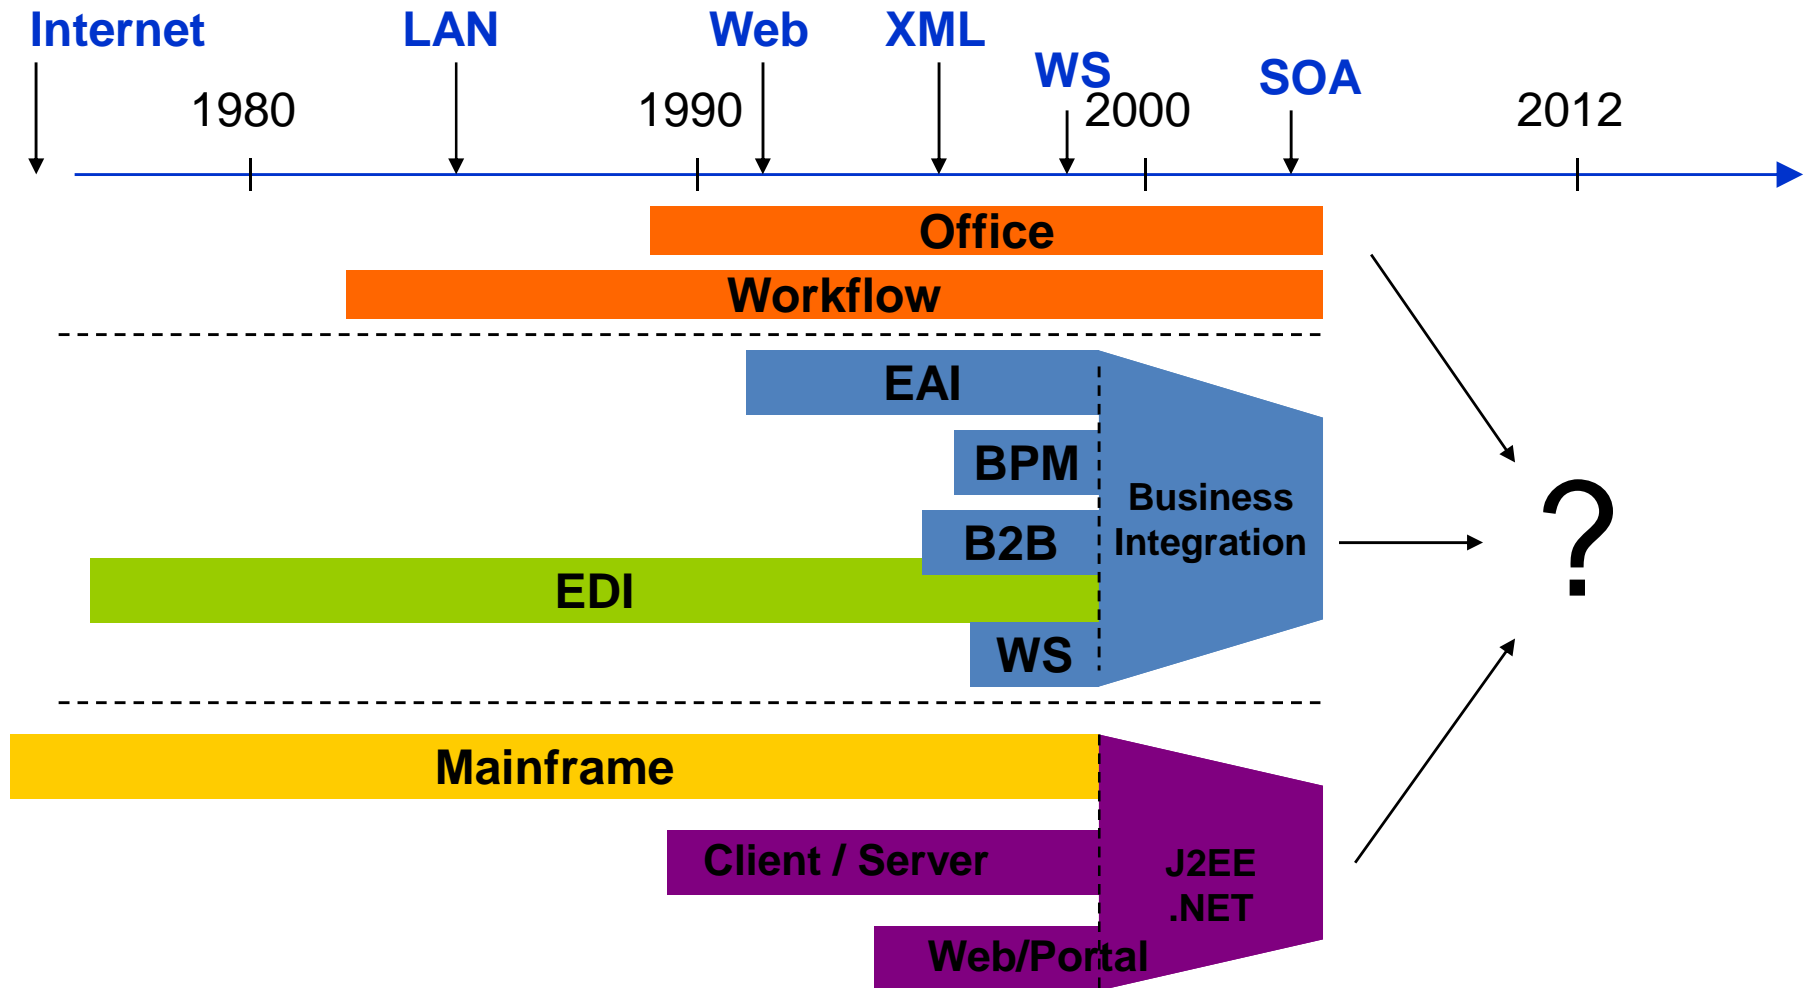 Internet
LAN
Web
XML
WS
SOA
1980
1990
2000
2012
Office
Workflow
EAI
BPM
B2B
EDI
WS
Business
Integration
?
Mainframe
Client / Server
Web/Portal
J2EE
.NET